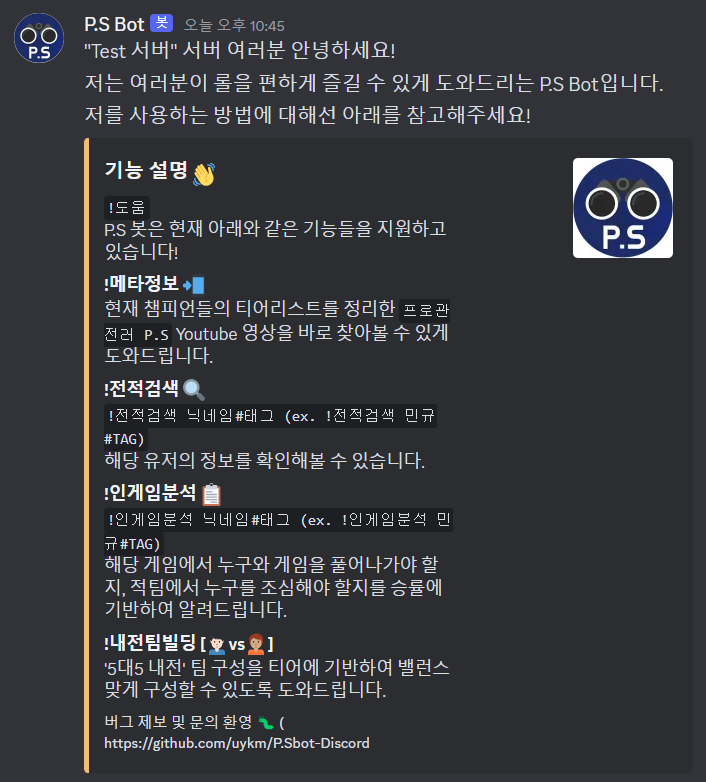 P.S Bot 봇 오늘 오후 10:45
"Test 서버" 서버 여러분 안녕하세요!
저는 여러분이 롤을 편하게 즐길 수 있게 도와드리는 P.S Bot입니다.
저를 사용하는 방법에 대해선 아래를 참고해주세요!
기능 설명 👋
!도움
P.S 봇은 현재 아래와 같은 기능들을 지원하고
있습니다!
!메타정보 📲
현재 챔피언들의 티어리스트를 정리한 프로관
전러 P.S Youtube 영상을 바로 찾아볼 수 있게
도와드립니다.
!전적검색 🔍
!전적검색 닉네임#태그 (ex. !전적검색 민규
#TAG)
해당 유저의 정보를 확인해볼 수 있습니다.
!인게임분석 📋
!인게임분석 닉네임#태그 (ex. !인게임분석 민
규#TAG)
해당 게임에서 누구와 게임을 풀어나가야 할
지, 적팀에서 누구를 조심해야 할지를 승률에
기반하여 알려드립니다.
!내전팀빌딩 [🙎🏻‍♂️vs👩🏽‍🦰]
'5대5 내전' 팀 구성을 티어에 기반하여 밸런스
맞게 구성할 수 있도록 도와드립니다.
버그 제보 및 문의 환영 🐛 (
https://github.com/uykm/P.Sbot-Discord
P.S
P.S